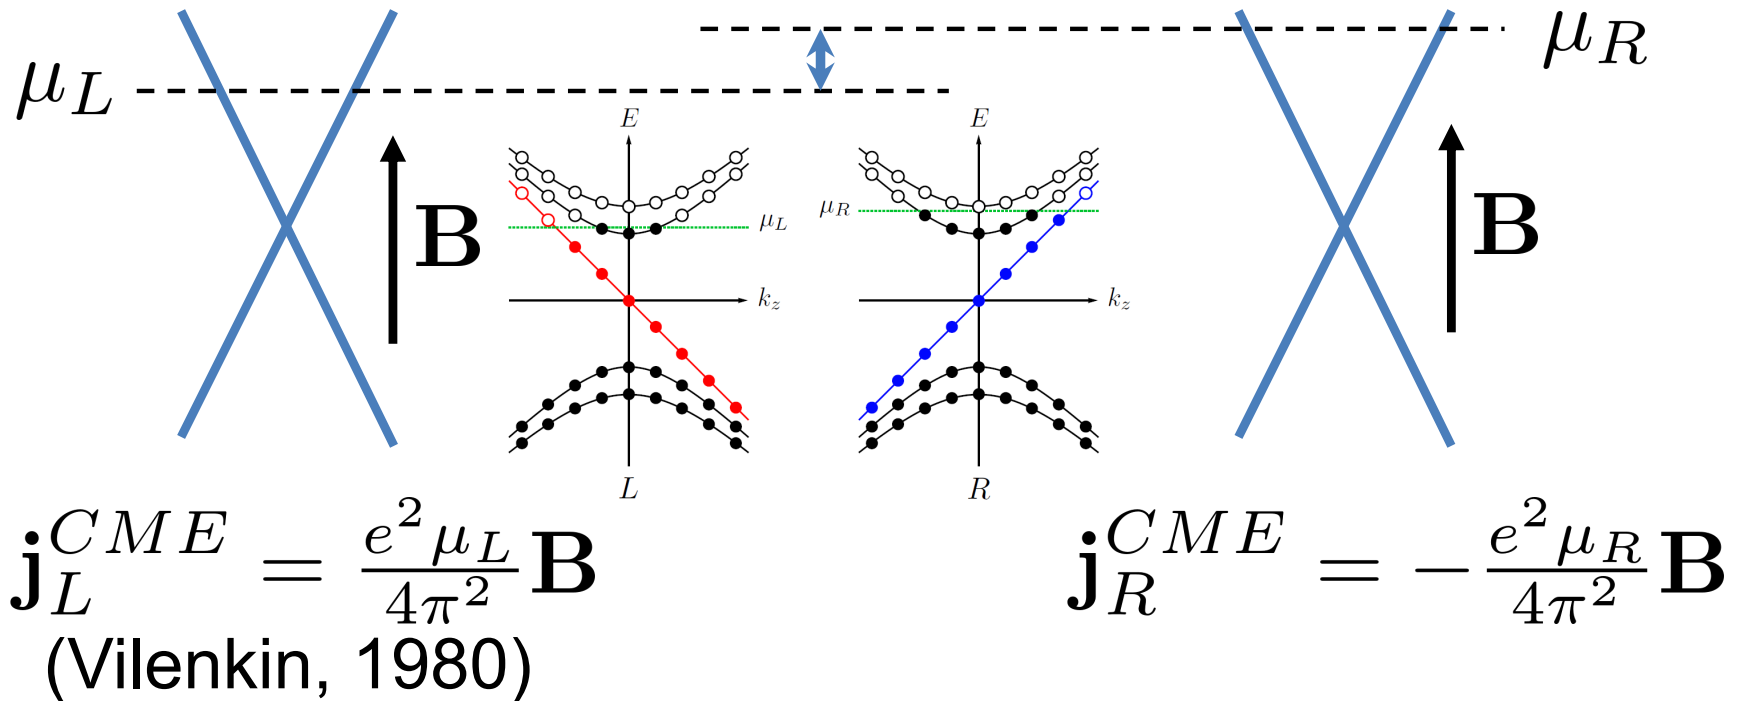 μ_L
μ_R
B
B
E
μ_L
k_z
L
E
μ_R
k_z
R
j_L^{CME} = \frac{e^2 μ_L}{4π^2} B
j_R^{CME} = -\frac{e^2 μ_R}{4π^2} B
(Vilenkin, 1980)